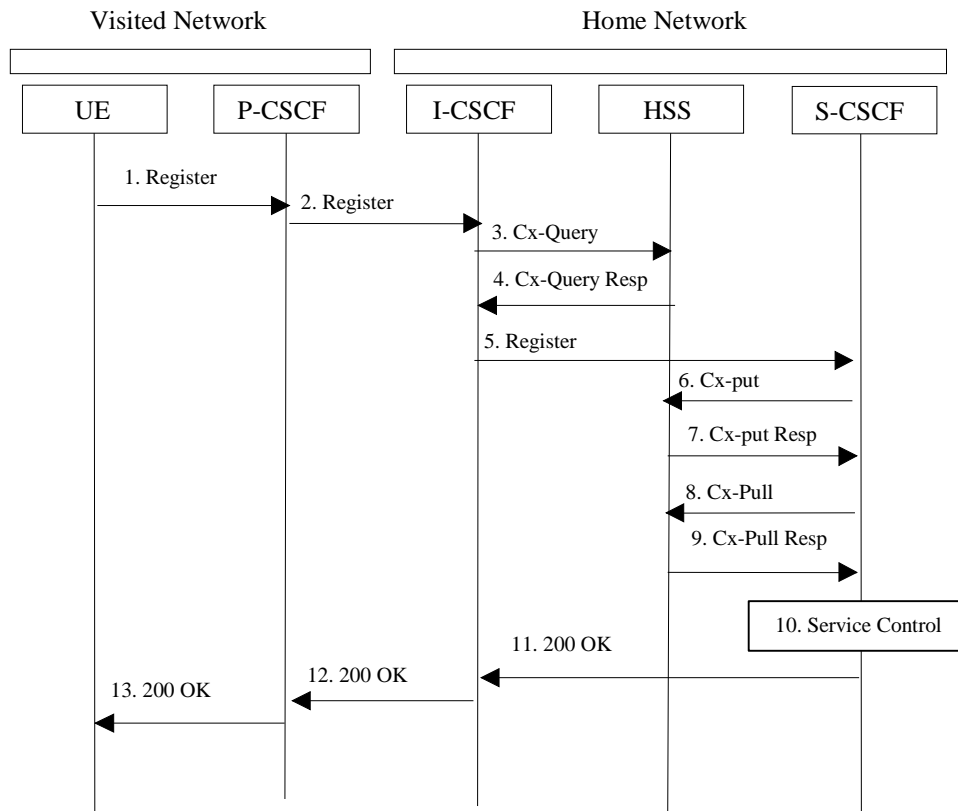 Visited Network
Home Network
UE
P-CSCF
I-CSCF
HSS
S-CSCF
1. Register
2. Register
3. Cx-Query
4. Cx-Query Resp
5. Register
6. Cx-put
7. Cx-put Resp
8. Cx-Pull
9. Cx-Pull Resp
10. Service Control
11. 200 OK
12. 200 OK
13. 200 OK